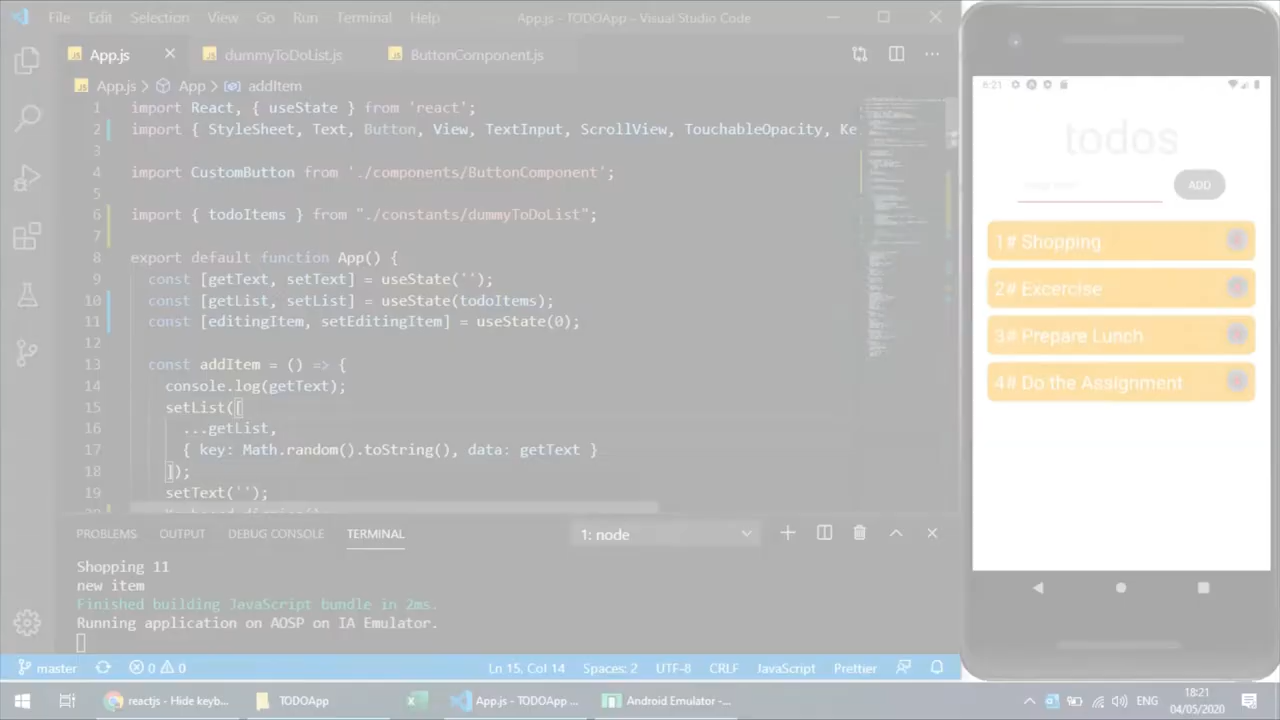 File Edit Selection View Go Run Terminal Help App.js - TODOApp - Visual Studio Code
App.js dummyToDoList.js ButtonComponent.js
App.js > App > addItem
1 import React, { useState } from 'react';
2 import { StyleSheet, Text, Button, View, TextInput, ScrollView, TouchableOpacity, Ke
3
4 import CustomButton from './components/ButtonComponent';
5
6 import { todoItems } from "./constants/dummyToDoList";
7
8 export default function App() {
9 const [getText, setText] = useState('');
10 const [getList, setList] = useState(todoItems);
11 const [editingItem, setEditingItem] = useState(0);
12
13 const addItem = () => {
14 console.log(getText);
15 setList([
16 ...getList,
17 { key: Math.random().toString(), data: getText }
18 ]);
19 setText('');
PROBLEMS OUTPUT DEBUG CONSOLE TERMINAL 1: node
Shopping 11
new item
Finished building JavaScript bundle in 2ms.
Running application on AOSP on IA Emulator.
master 0 0 Ln 15, Col 14 Spaces: 2 UTF-8 CRLF JavaScript Prettier
reactjs - Hide keyb... TODOApp App.js - TODOApp ... Android Emulator -... ENG 18:21
04/05/2020
6:21
todos
ADD
1# Shopping
2# Excercise
3# Prepare Lunch
4# Do the Assignment